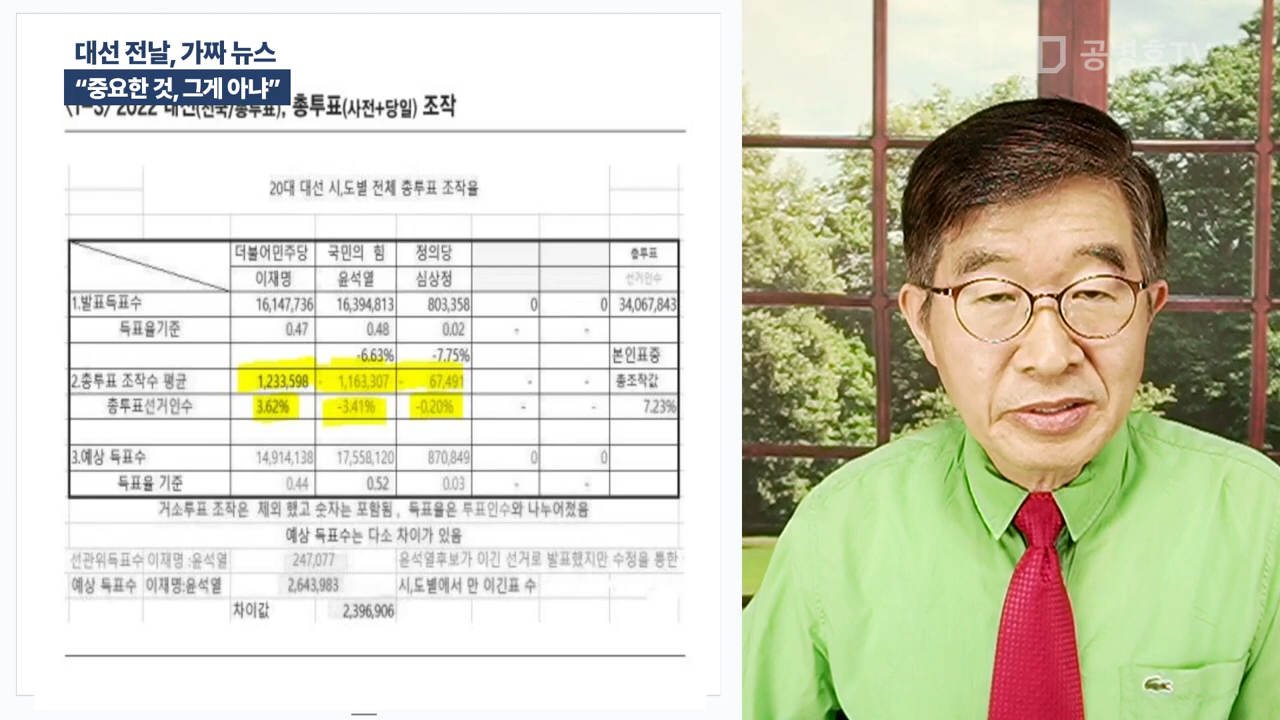 대선 전날, 가짜 뉴스
“중요한 것, 그게 아냐”
총투표(사전+당일) 조작
공병호TV
20대 대선 시,도별 전체 총투표 조작율
더불어민주당 국민의 힘 정의당 총투표
이재명 윤석열 심상정 선거인수
1.발표득표수 16,147,736 16,394,813 803,358 0 0 34,067,843
득표율기준 0.47 0.48 0.02 - -
-6.63% -7.75% 본인표중
2.총투표 조작수 평균 1,233,598 - 1,163,307 - 67,491 - - 총조작값
총투표선거인수 3.62% -3.41% -0.20% - - 7.23%
3.예상 득표수 14,914,138 17,558,120 870,849 0 0
득표율 기준 0.44 0.52 0.03 - -
거소투표 조작은 제외 했고 숫자는 포함됨 , 득표율은 투표인수와 나누어졌음
예상 득표수는 다소 차이가 있음
선관위득표수 이재명 :윤석열 247,077 윤석열후보가 이긴 선거로 발표했지만 수정을 통한
예상 득표수 이재명:윤석열 2,643,983 시,도별에서 만 이긴표 수
차이값 2,396,906